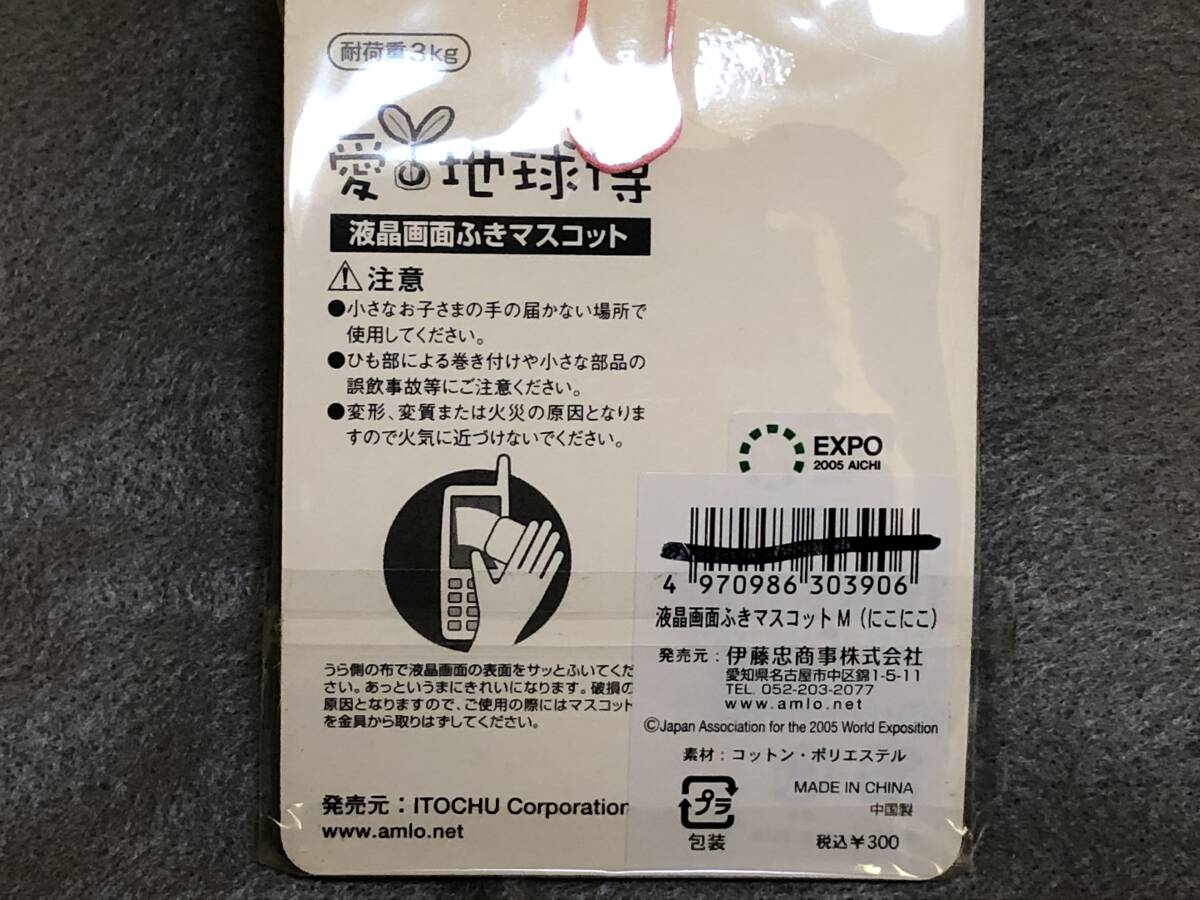 耐荷重3kg
愛・地球博
液晶画面ふきマスコット
注意
●小さなお子さまの手の届かない場所で
使用してください。
●ひも部による巻き付けや小さな部品の
誤飲事故等にご注意ください。
●変形、変質または火災の原因となりま
すので火気に近づけないでください。
うら側の布で液晶画面の表面をサッとふいてくだ
さい。あっというまにきれいになります。破損の
原因となりますので、ご使用の際にはマスコット
を金具から取りはずしてください。
発売元：ITOCHU Corporation
www.amlo.net
EXPO
2005 AICHI
4 970986 303906
液晶画面ふきマスコットM（にこにこ）
発売元：伊藤忠商事株式会社
愛知県名古屋市中区錦1-5-11
TEL. 052-203-2077
www.amlo.net
©Japan Association for the 2005 World Exposition
素材：コットン・ポリエステル
プラ
包装
MADE IN CHINA
中国製
税込¥300